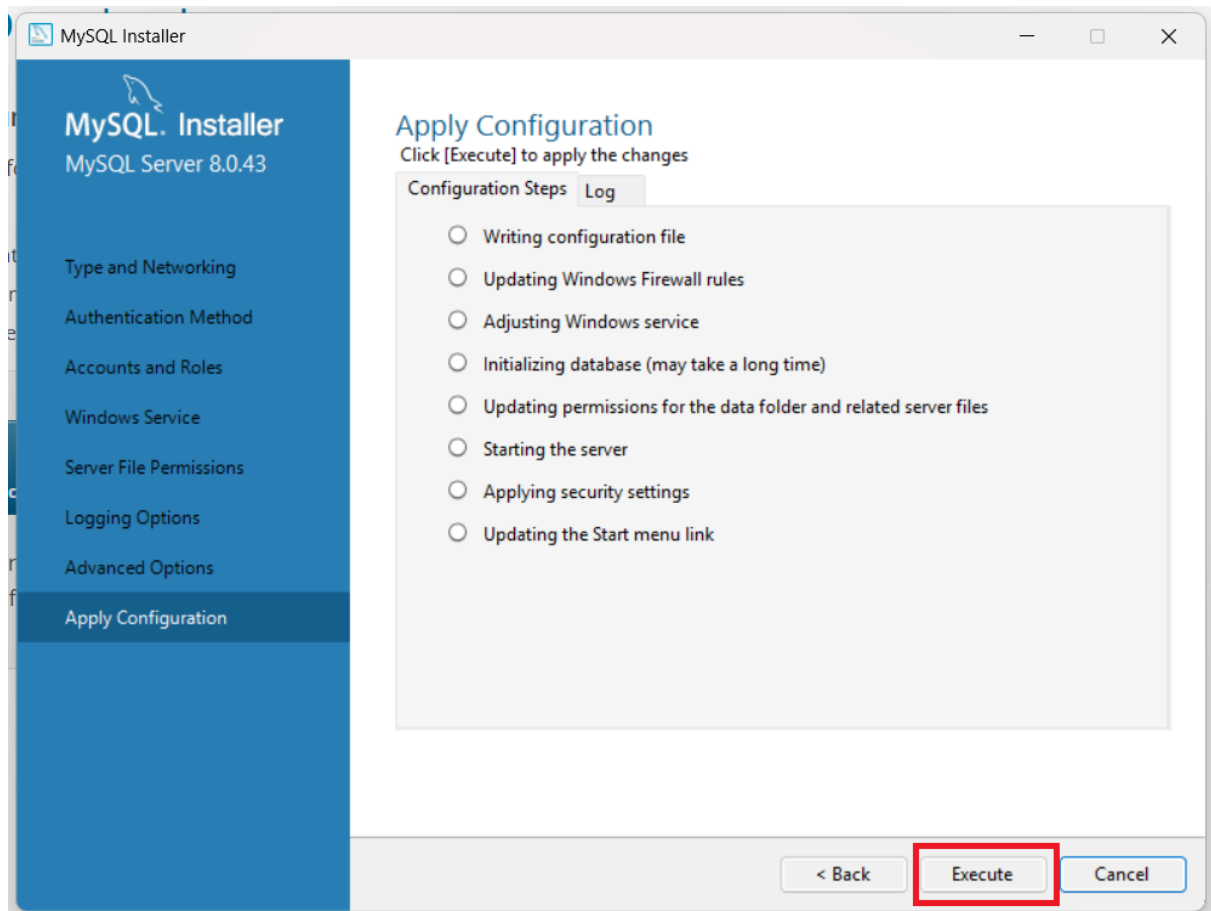 MySQL Installer
MySQL. Installer
MySQL Server 8.0.43
Type and Networking
Authentication Method
Accounts and Roles
Windows Service
Server File Permissions
Logging Options
Advanced Options
Apply Configuration
Apply Configuration
Click [Execute] to apply the changes
Configuration Steps Log
Writing configuration file
Updating Windows Firewall rules
Adjusting Windows service
Initializing database (may take a long time)
Updating permissions for the data folder and related server files
Starting the server
Applying security settings
Updating the Start menu link
< Back Execute Cancel